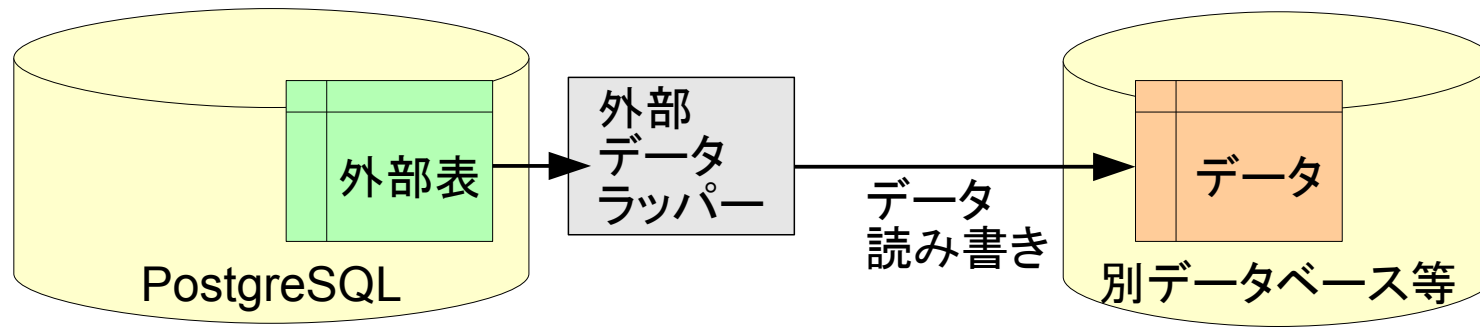 外部表
PostgreSQL
外部
データ
ラッパー
データ
読み書き
データ
別データベース等